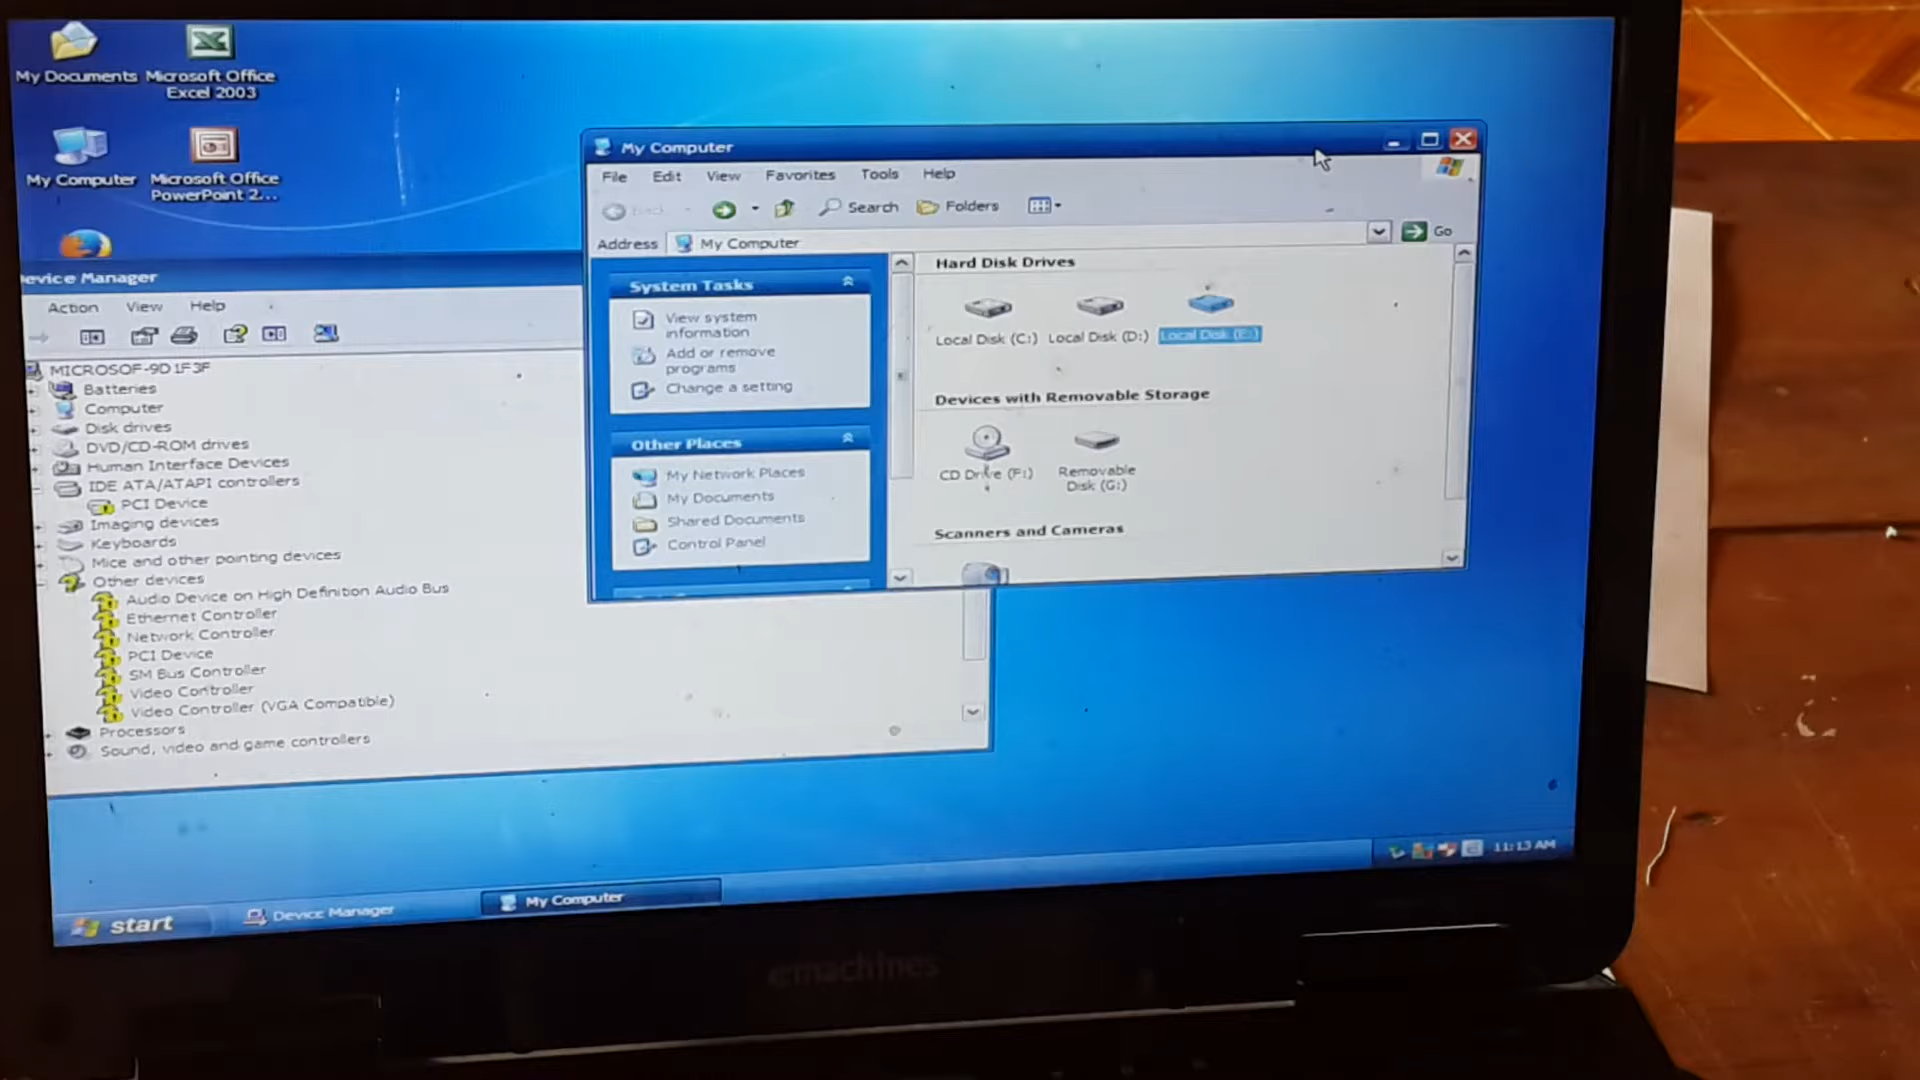 My Documents
Microsoft Office
Excel 2003
My Computer
Microsoft Office
PowerPoint 2...
My Computer
File Edit View Favorites Tools Help
Back Search Folders
Address My Computer Go
System Tasks
View system
information
Add or remove
programs
Change a setting
Other Places
My Network Places
My Documents
Shared Documents
Control Panel
Hard Disk Drives
Local Disk (C:) Local Disk (D:) Local Disk (E:)
Devices with Removable Storage
CD Drive (F:)
Removable
Disk (G:)
Scanners and Cameras
evice Manager
Action View Help
MICROSOF-9D1F3F
Batteries
Computer
Disk drives
DVD/CD-ROM drives
Human Interface Devices
IDE ATA/ATAPI controllers
PCI Device
Imaging devices
Keyboards
Mice and other pointing devices
Other devices
Audio Device on High Definition Audio Bus
Ethernet Controller
Network Controller
PCI Device
SM Bus Controller
Video Controller
Video Controller (VGA Compatible)
Processors
Sound, video and game controllers
start Device Manager My Computer 11:13 AM
emachines